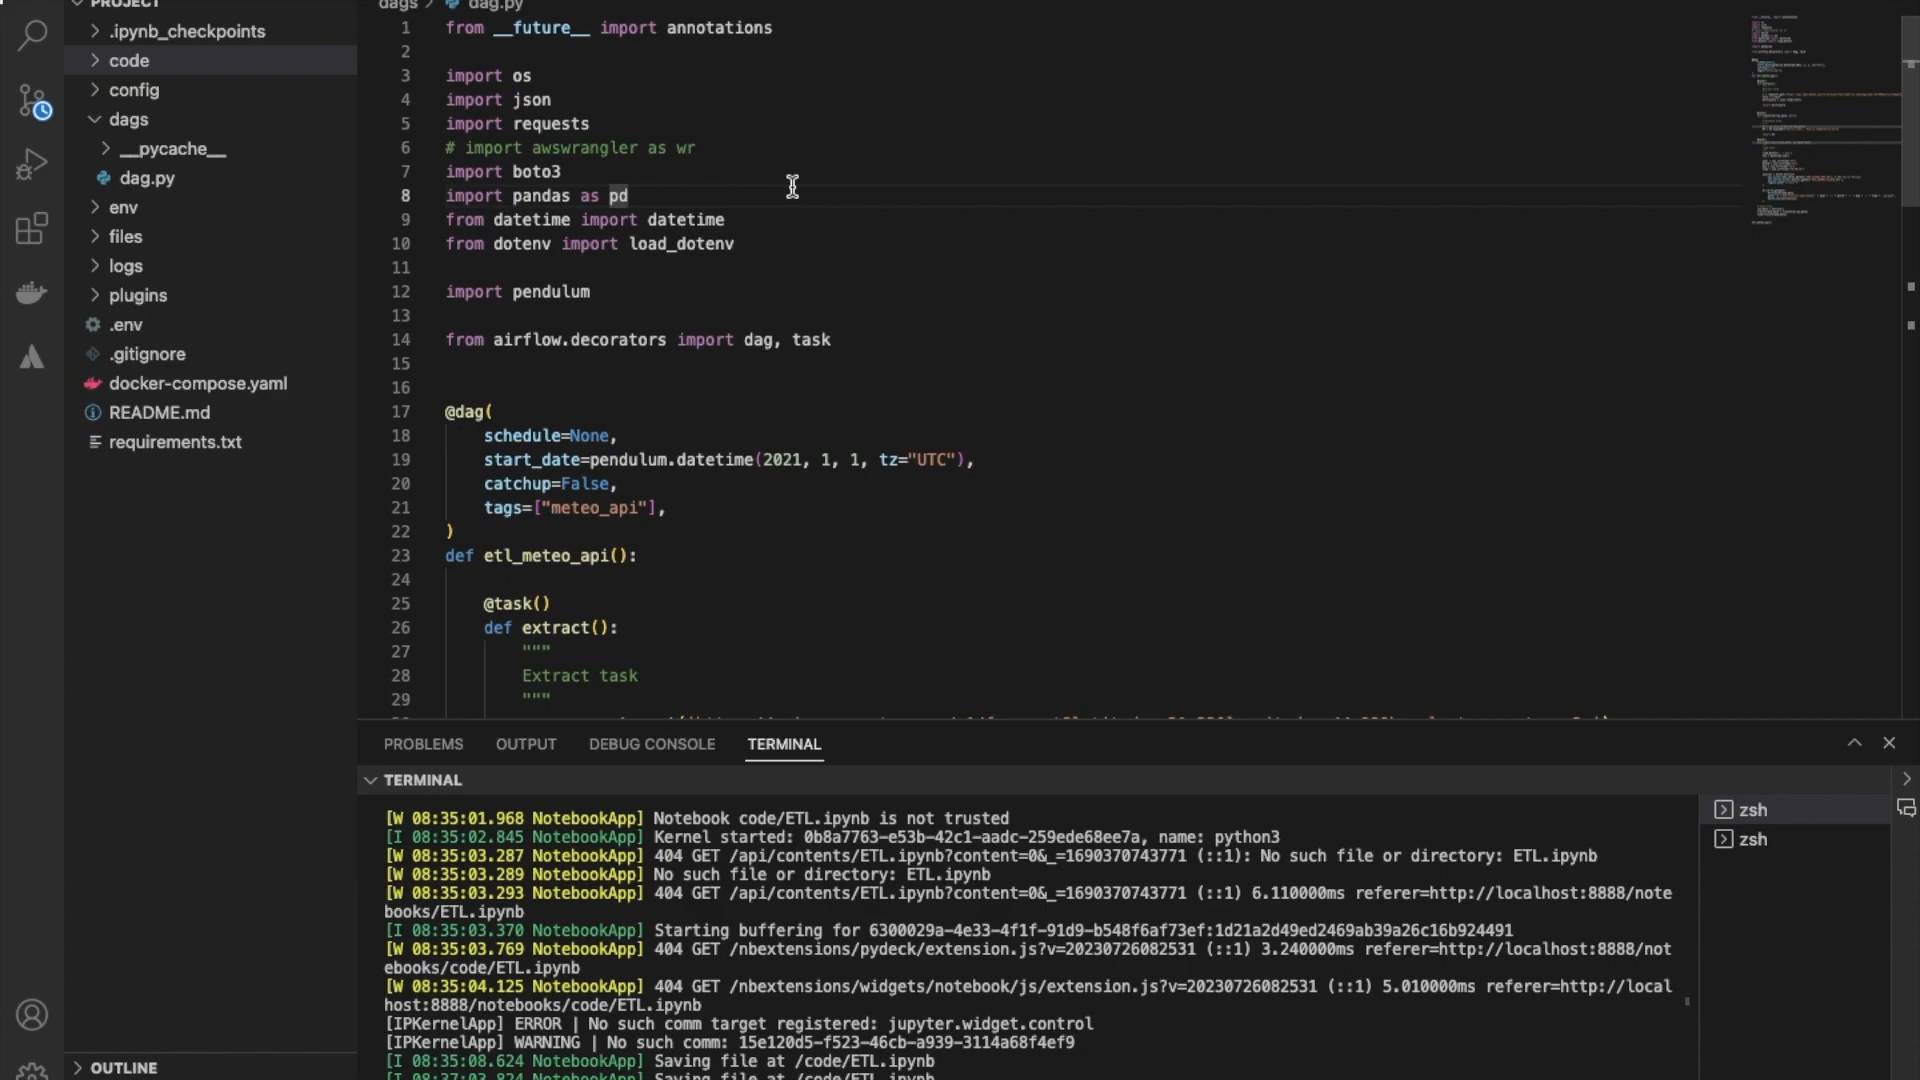 PROJECT
.ipynb_checkpoints
code
config
dags
__pycache__
dag.py
env
files
logs
plugins
.env
.gitignore
docker-compose.yaml
README.md
requirements.txt
OUTLINE
dags > dag.py
1 from __future__ import annotations
2
3 import os
4 import json
5 import requests
6 # import awswrangler as wr
7 import boto3
8 import pandas as pd
9 from datetime import datetime
10 from dotenv import load_dotenv
11
12 import pendulum
13
14 from airflow.decorators import dag, task
15
16
17 @dag(
18 schedule=None,
19 start_date=pendulum.datetime(2021, 1, 1, tz="UTC"),
20 catchup=False,
21 tags=["meteo_api"],
22 )
23 def etl_meteo_api():
24
25 @task()
26 def extract():
27 """
28 Extract task
29 """
PROBLEMS OUTPUT DEBUG CONSOLE TERMINAL
TERMINAL
[W 08:35:01.968 NotebookApp] Notebook code/ETL.ipynb is not trusted
[I 08:35:02.845 NotebookApp] Kernel started: 0b8a7763-e53b-42c1-aadc-259ede68ee7a, name: python3
[W 08:35:03.287 NotebookApp] 404 GET /api/contents/ETL.ipynb?content=0&_=1690370743771 (::1): No such file or directory: ETL.ipynb
[W 08:35:03.289 NotebookApp] No such file or directory: ETL.ipynb
[W 08:35:03.293 NotebookApp] 404 GET /api/contents/ETL.ipynb?content=0&_=1690370743771 (::1) 6.110000ms referer=http://localhost:8888/note
books/ETL.ipynb
[I 08:35:03.370 NotebookApp] Starting buffering for 6300029a-4e33-4f1f-91d9-b548f6af73ef:1d21a2d49ed2469ab39a26c16b924491
[W 08:35:03.769 NotebookApp] 404 GET /nbextensions/pydeck/extension.js?v=20230726082531 (::1) 3.240000ms referer=http://localhost:8888/not
ebooks/code/ETL.ipynb
[W 08:35:04.125 NotebookApp] 404 GET /nbextensions/widgets/notebook/js/extension.js?v=20230726082531 (::1) 5.010000ms referer=http://local
host:8888/notebooks/code/ETL.ipynb
[IPKernelApp] ERROR | No such comm target registered: jupyter.widget.control
[IPKernelApp] WARNING | No such comm: 15e120d5-f523-46cb-a939-3114a68f4ef9
[I 08:35:08.624 NotebookApp] Saving file at /code/ETL.ipynb
[I 08:37:03.824 NotebookApp] Saving file at /code/ETL.ipynb
zsh
zsh